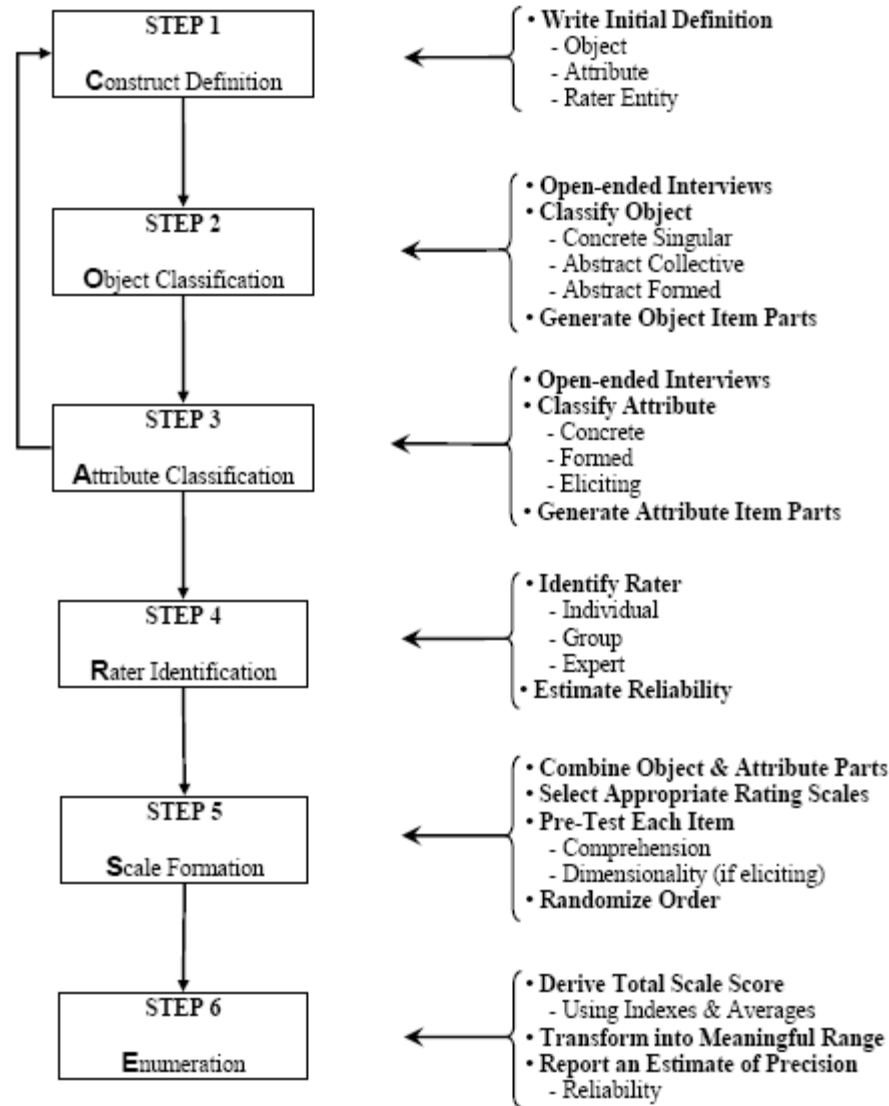 STEP 1
Construct Definition
• Write Initial Definition
- Object
- Attribute
- Rater Entity
STEP 2
Object Classification
• Open-ended Interviews
• Classify Object
- Concrete Singular
- Abstract Collective
- Abstract Formed
• Generate Object Item Parts
STEP 3
Attribute Classification
• Open-ended Interviews
• Classify Attribute
- Concrete
- Formed
- Eliciting
• Generate Attribute Item Parts
STEP 4
Rater Identification
• Identify Rater
- Individual
- Group
- Expert
• Estimate Reliability
STEP 5
Scale Formation
• Combine Object & Attribute Parts
• Select Appropriate Rating Scales
• Pre-Test Each Item
- Comprehension
- Dimensionality (if eliciting)
• Randomize Order
STEP 6
Enumeration
• Derive Total Scale Score
- Using Indexes & Averages
• Transform into Meaningful Range
• Report an Estimate of Precision
- Reliability